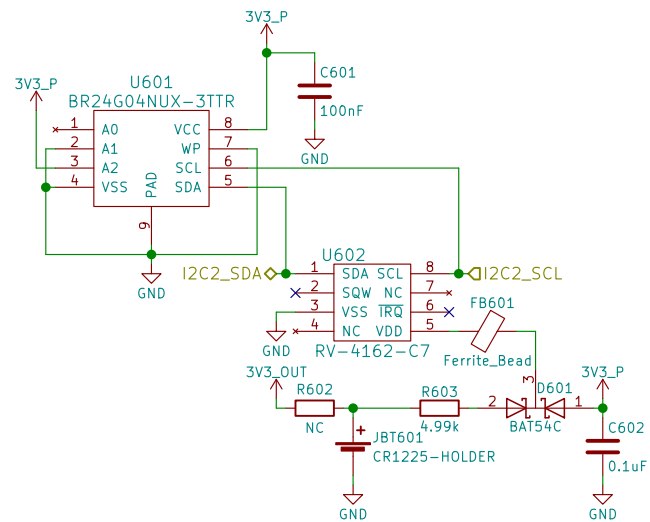 3V3_P
3V3_P
C601
100nF
GND
U601
BR24G04NUX-3TTR
1 A0 VCC 8
2 A1 WP 7
3 A2 SCL 6
4 VSS SDA 5
PAD
9
GND
I2C2_SDA
I2C2_SCL
U602
1 SDA SCL 8
2 SQW NC 7
3 VSS IRQ 6
4 NC VDD 5
RV-4162-C7
GND
FB601
Ferrite_Bead
3V3_OUT
R602
NC
R603
4.99k
3
D601
2 1
BAT54C
3V3_P
C602
0.1uF
GND
+
JBT601
CR1225-HOLDER
GND